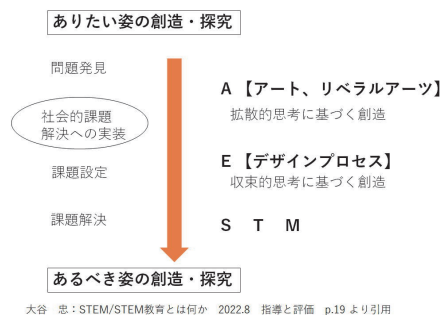 ありたい姿の創造・探究
問題発見
A 【アート、リベラルアーツ】
拡散的思考に基づく創造
社会的課題
解決への実装
E 【デザインプロセス】
収束的思考に基づく創造
課題設定
課題解決
S T M
あるべき姿の創造・探究
大谷 忠：STEM/STEM教育とは何か 2022.8 指導と評価 p.19 より引用